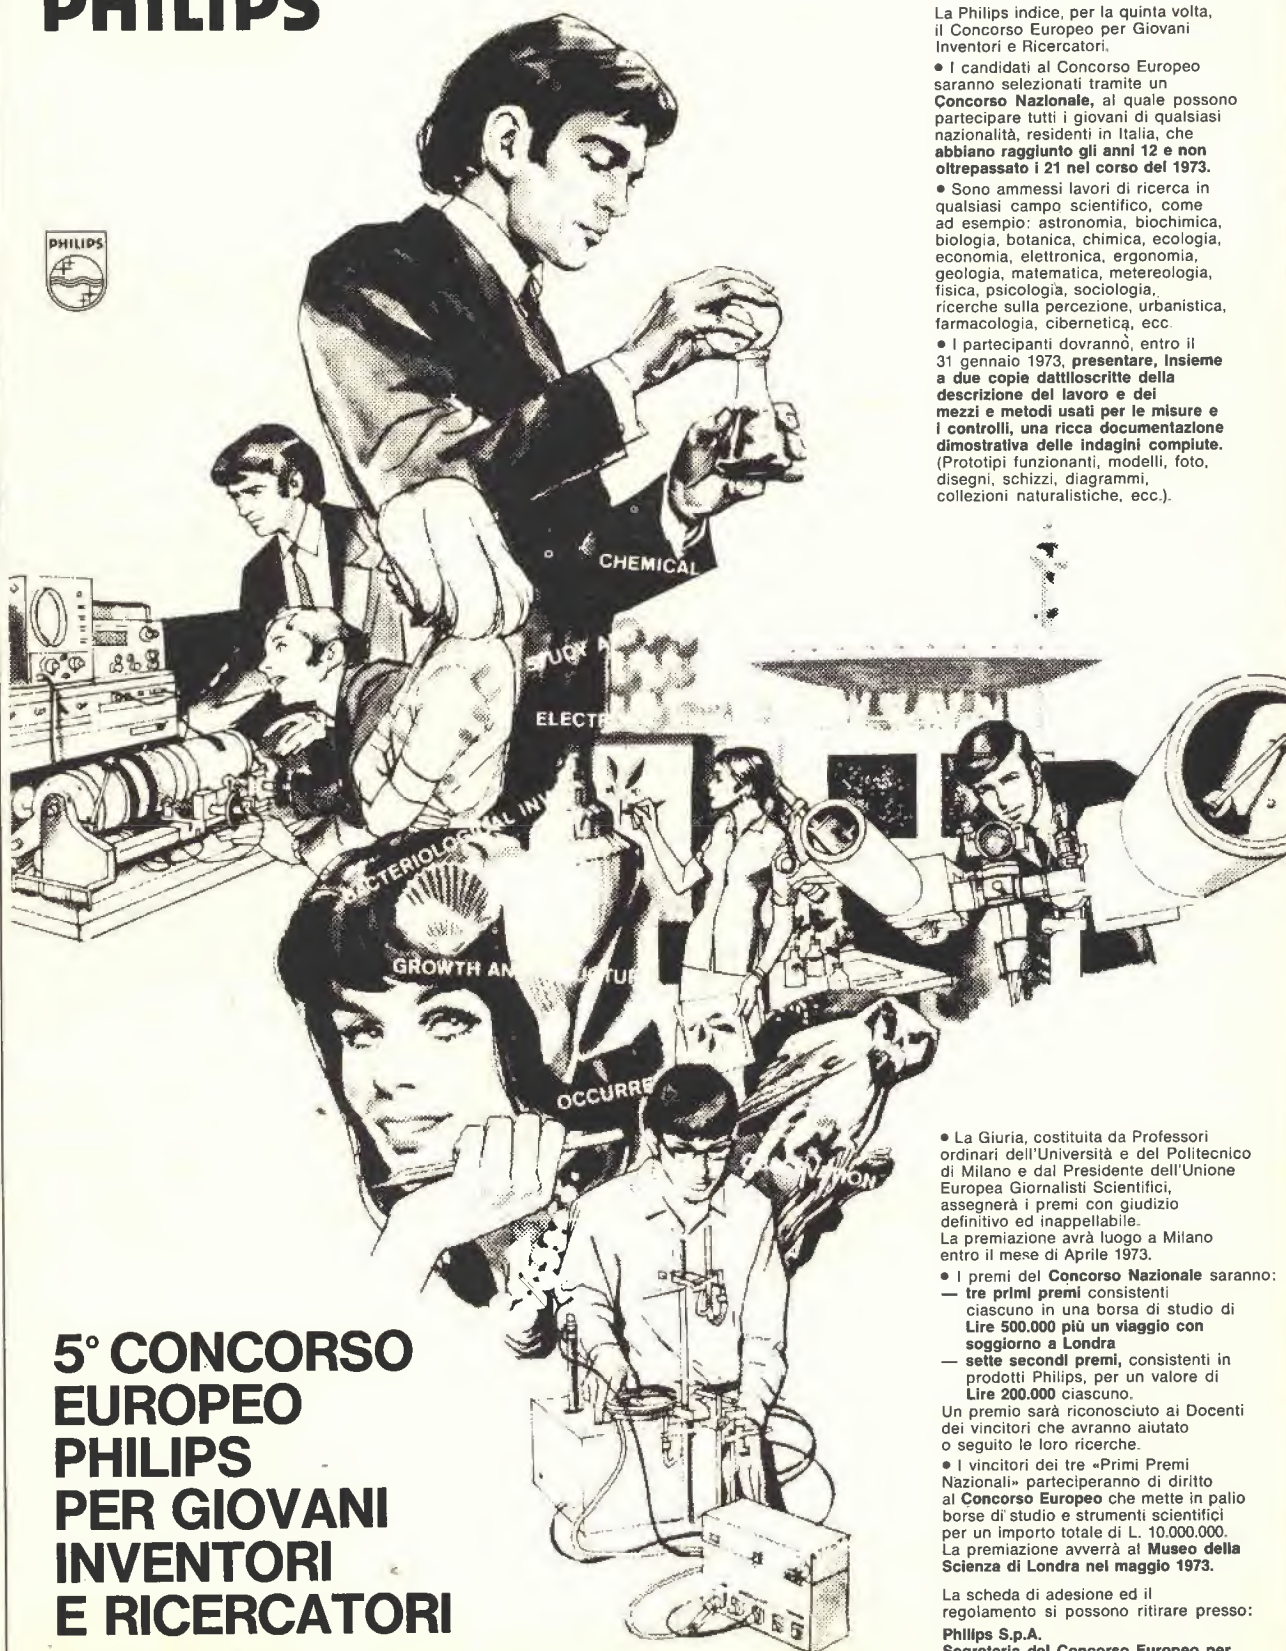 PHILIPS
La Philips indice, per la quinta volta,
il Concorso Europeo per Giovani
Inventori e Ricercatori.
• I candidati al Concorso Europeo
saranno selezionati tramite un
Concorso Nazionale, al quale possono
partecipare tutti i giovani di qualsiasi
nazionalità, residenti in Italia, che
abbiano raggiunto gli anni 12 e non
oltrepassato i 21 nel corso del 1973.
• Sono ammessi lavori di ricerca in
qualsiasi campo scientifico, come
ad esempio: astronomia, biochimica,
biologia, botanica, chimica, ecologia,
economia, elettronica, ergonomia,
geologia, matematica, metereologia,
fisica, psicologia, sociologia,
ricerche sulla percezione, urbanistica,
farmacologia, cibernetica, ecc.
• I partecipanti dovranno, entro il
31 gennaio 1973, presentare, insieme
a due copie dattiloscritte della
descrizione del lavoro e dei
mezzi e metodi usati per le misure e
i controlli, una ricca documentazione
dimostrativa delle indagini compiute.
(Prototipi funzionanti, modelli, foto,
disegni, schizzi, diagrammi,
collezioni naturalistiche, ecc.).
PHILIPS
CHEMICAL
STUDY A
ELECTR
BACTERIOLOGICAL INV
GROWTH AN
OCCURRE
• La Giuria, costituita da Professori
ordinari dell'Università e del Politecnico
di Milano e dal Presidente dell'Unione
Europea Giornalisti Scientifici,
assegnerà i premi con giudizio
definitivo ed inappellabile.
La premiazione avrà luogo a Milano
entro il mese di Aprile 1973.
• I premi del Concorso Nazionale saranno:
— tre primi premi consistenti
ciascuno in una borsa di studio di
Lire 500.000 più un viaggio con
soggiorno a Londra
— sette secondi premi, consistenti in
prodotti Philips, per un valore di
Lire 200.000 ciascuno.
Un premio sarà riconosciuto ai Docenti
dei vincitori che avranno aiutato
o seguito le loro ricerche.
• I vincitori dei tre «Primi Premi
Nazionali» parteciperanno di diritto
al Concorso Europeo che mette in palio
borse di studio e strumenti scientifici
per un importo totale di L. 10.000.000.
La premiazione avverrà al Museo della
Scienza di Londra nel maggio 1973.
La scheda di adesione ed il
regolamento si possono ritirare presso:
Philips S.p.A.
Segreteria del Concorso Europeo per
5° CONCORSO
EUROPEO
PHILIPS
PER GIOVANI
INVENTORI
E RICERCATORI